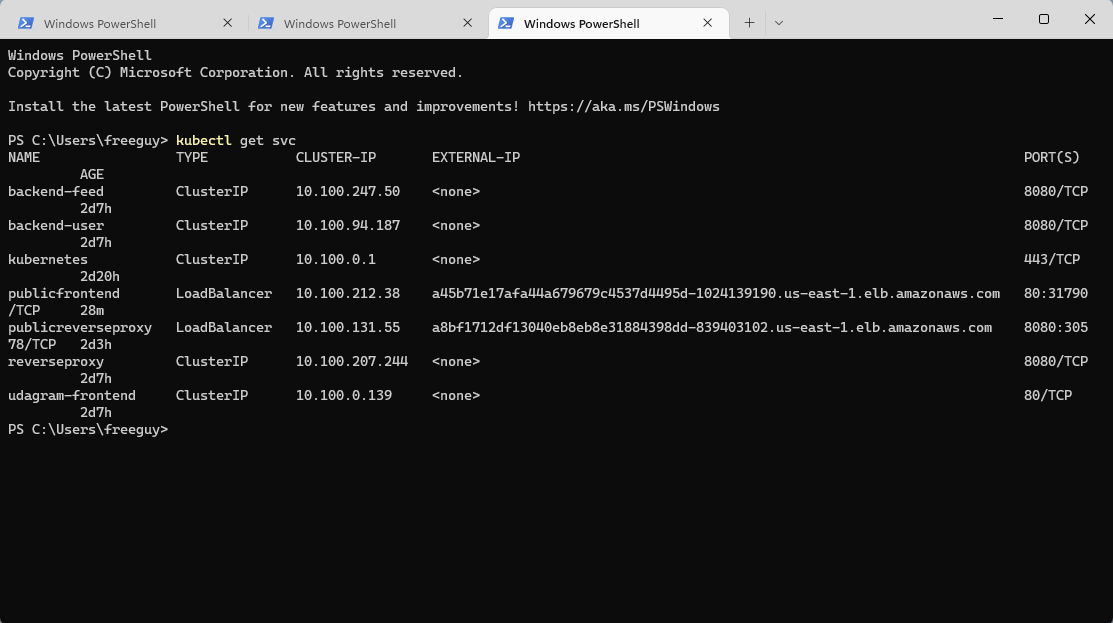 Windows PowerShell Windows PowerShell Windows PowerShell
Windows PowerShell
Copyright (C) Microsoft Corporation. All rights reserved.
Install the latest PowerShell for new features and improvements! https://aka.ms/PSWindows
PS C:\Users\freeguy> kubectl get svc
NAME TYPE CLUSTER-IP EXTERNAL-IP PORT(S)
AGE
backend-feed ClusterIP 10.100.247.50 <none> 8080/TCP
2d7h
backend-user ClusterIP 10.100.94.187 <none> 8080/TCP
2d7h
kubernetes ClusterIP 10.100.0.1 <none> 443/TCP
2d20h
publicfrontend LoadBalancer 10.100.212.38 a45b71e17afa44a679679c4537d4495d-1024139190.us-east-1.elb.amazonaws.com 80:31790
/TCP 28m
publicreverseproxy LoadBalancer 10.100.131.55 a8bf1712df13040eb8eb8e31884398dd-839403102.us-east-1.elb.amazonaws.com 8080:305
78/TCP 2d3h
reverseproxy ClusterIP 10.100.207.244 <none> 8080/TCP
2d7h
udagram-frontend ClusterIP 10.100.0.139 <none> 80/TCP
2d7h
PS C:\Users\freeguy>